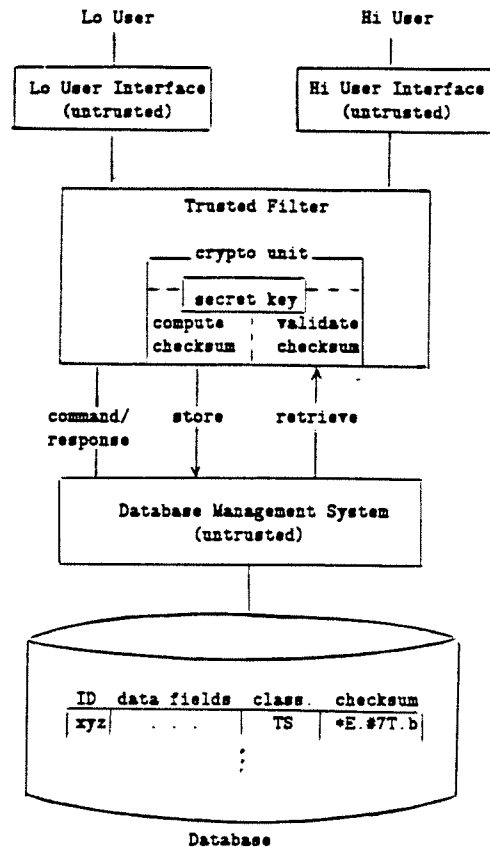 Lo User Hi User
Lo User Interface Hi User Interface
(untrusted) (untrusted)
Trusted Filter
crypto unit
secret key
compute validate
checksum checksum
command/ store retrieve
response
Database Management System
(untrusted)
ID data fields class. checksum
xyz . . . TS *E.#7T.b
Database